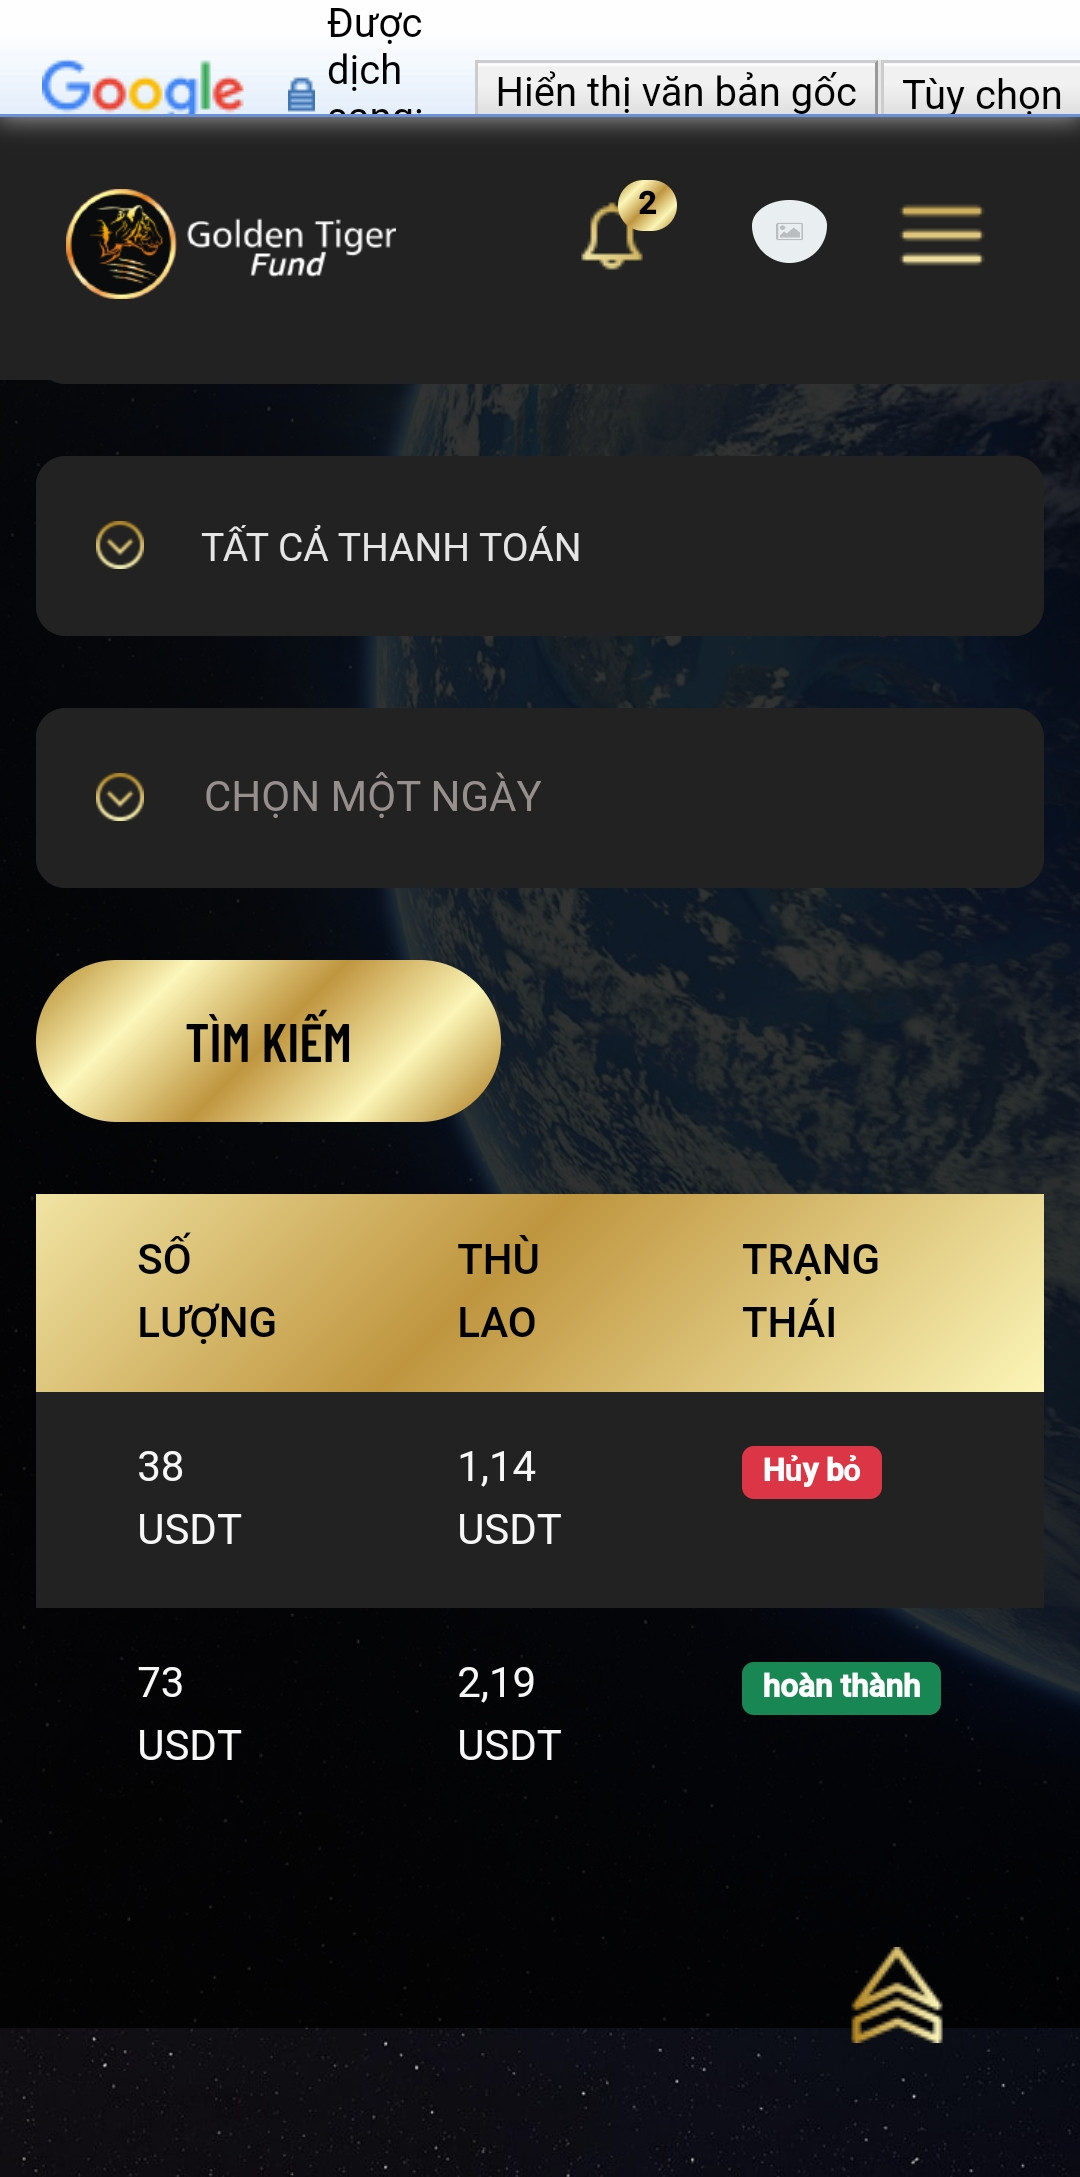 Được
dịch
sang:
Google
Hiển thị văn bản gốc
Tùy chọn
2
Golden Tiger
Fund
TẤT CẢ THANH TOÁN
CHỌN MỘT NGÀY
TÌM KIẾM
SỐ LƯỢNG THÙ LAO TRẠNG THÁI
38 USDT 1,14 USDT Hủy bỏ
73 USDT 2,19 USDT hoàn thành